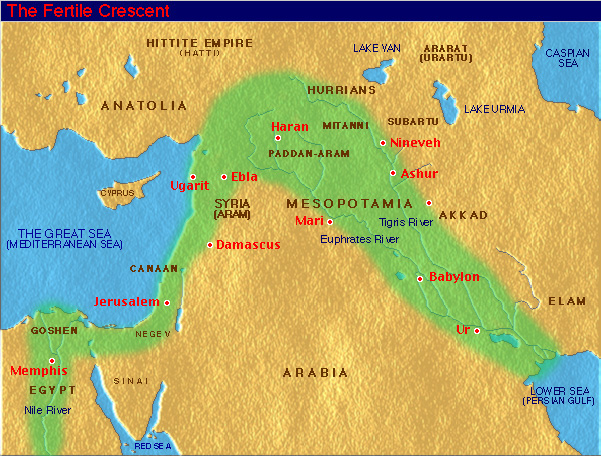 The Fertile Crescent
HITTITE EMPIRE
(HATTI)
LAKE VAN
ARARAT
(URARTU)
CASPIAN
SEA
HURRIANS
ANATOLIA
LAKE URMIA
SUBARTU
MITANNI
Haran
Nineveh
PADDAN-ARAM
Ashur
Ugarit
Ebla
CYPRUS
SYRIA
(ARAM)
MESOPOTAMIA
AKKAD
Mari
Tigris River
THE GREAT SEA
(MEDITERRANEAN SEA)
Euphrates River
Damascus
CANAAN
Babylon
Jerusalem
ELAM
GOSHEN
NEGEV
Ur
Memphis
SINAI
ARABIA
EGYPT
LOWER SEA
(PERSIAN GULF)
Nile River
RED SEA